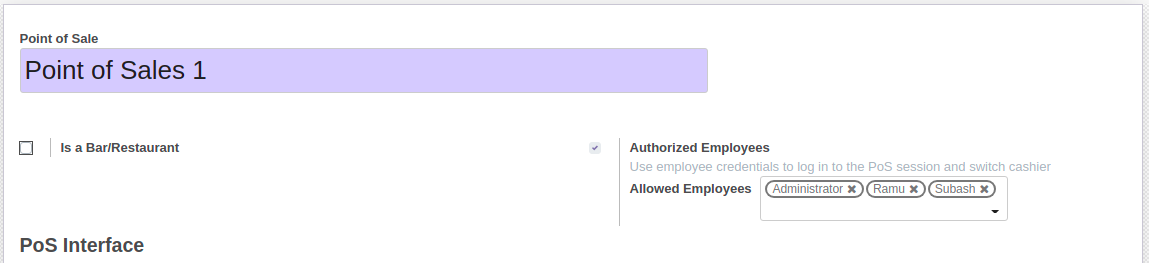 Point of Sale
Point of Sales 1
Is a Bar/Restaurant
Authorized Employees
Use employee credentials to log in to the PoS session and switch cashier
Allowed Employees
Administrator ✖ Ramu ✖ Subash ✖
PoS Interface